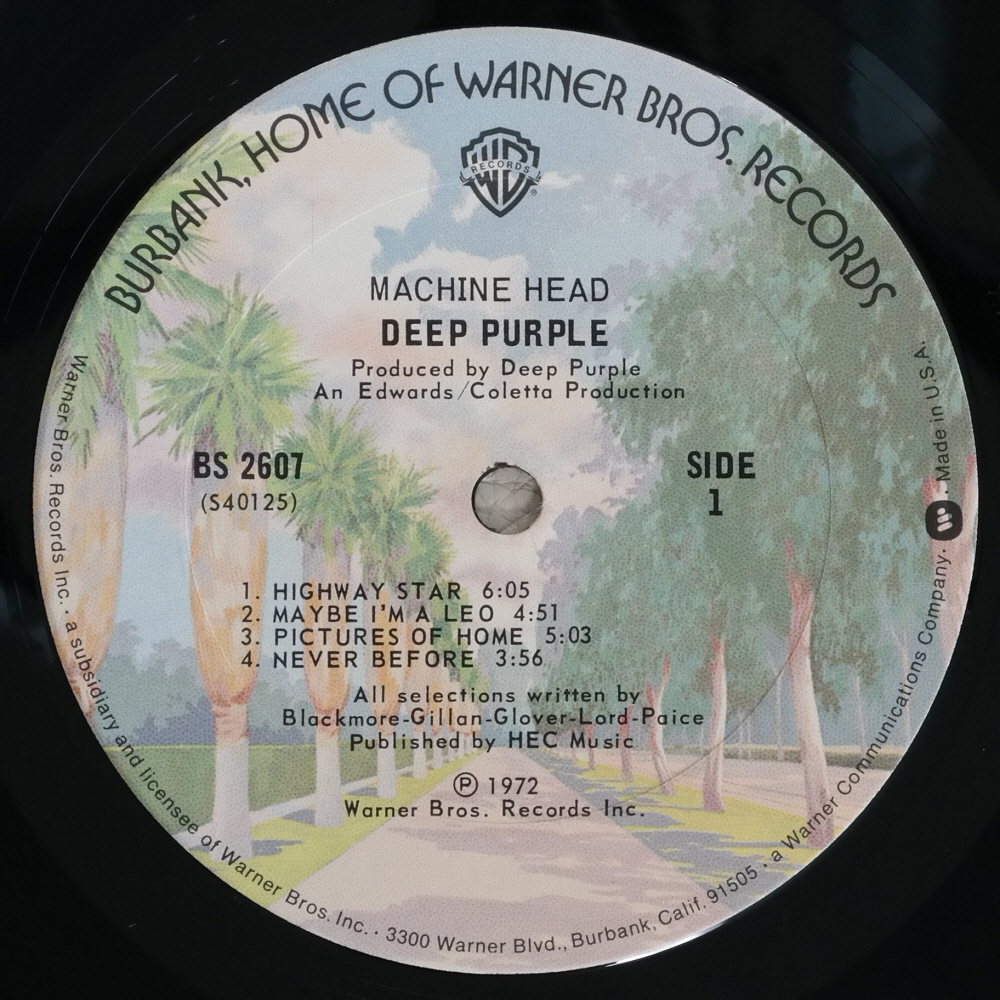 BURBANK, HOME OF WARNER BROS. RECORDS
WB RECORDS ®
MACHINE HEAD
DEEP PURPLE
Produced by Deep Purple
An Edwards/Coletta Production
BS 2607
(S40125)
SIDE
1
1. HIGHWAY STAR 6:05
2. MAYBE I'M A LEO 4:51
3. PICTURES OF HOME 5:03
4. NEVER BEFORE 3:56
All selections written by
Blackmore-Gillan-Glover-Lord-Paice
Published by HEC Music
℗ 1972
Warner Bros. Records Inc.
Warner Bros. Records Inc. · a subsidiary and licensee of Warner Bros. Inc. · 3300 Warner Blvd., Burbank, Calif. 91505 · a Warner Communications Company. · Made in U.S.A.